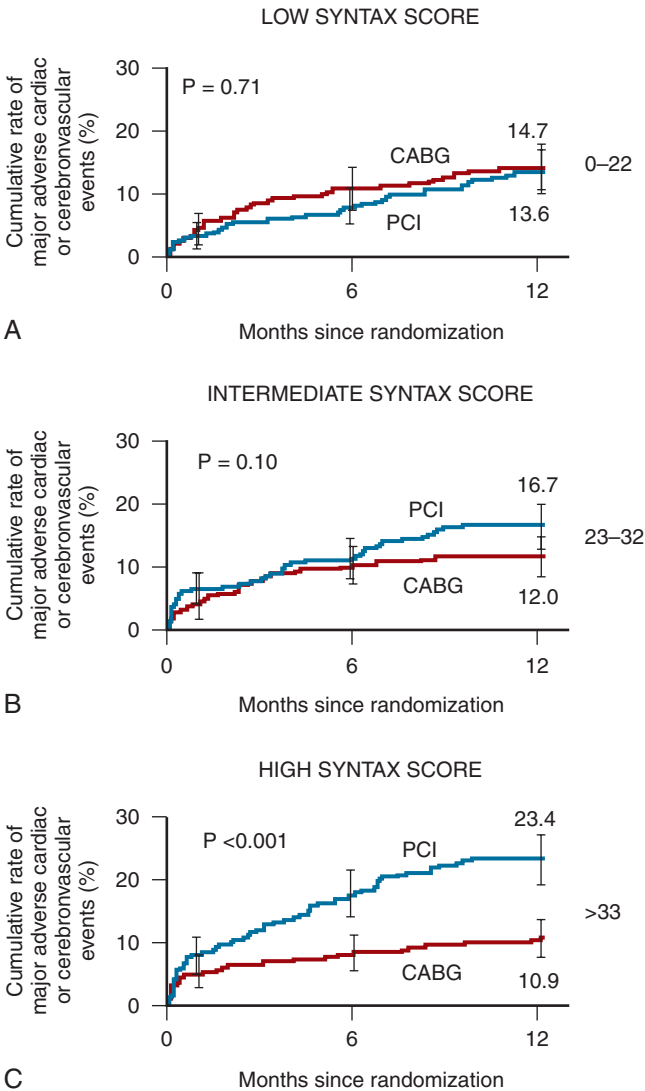 LOW SYNTAX SCORE
Cumulative rate of
major adverse cardiac
or cerebronvascular
events (%)
30
20
10
0
P = 0.71
CABG
PCI
14.7
13.6
0–22
0
6
12
Months since randomization
A
INTERMEDIATE SYNTAX SCORE
Cumulative rate of
major adverse cardiac
or cerebronvascular
events (%)
30
20
10
0
P = 0.10
PCI
CABG
16.7
12.0
23–32
0
6
12
Months since randomization
B
HIGH SYNTAX SCORE
Cumulative rate of
major adverse cardiac
or cerebronvascular
events (%)
30
20
10
0
P <0.001
PCI
CABG
23.4
10.9
>33
0
6
12
Months since randomization
C